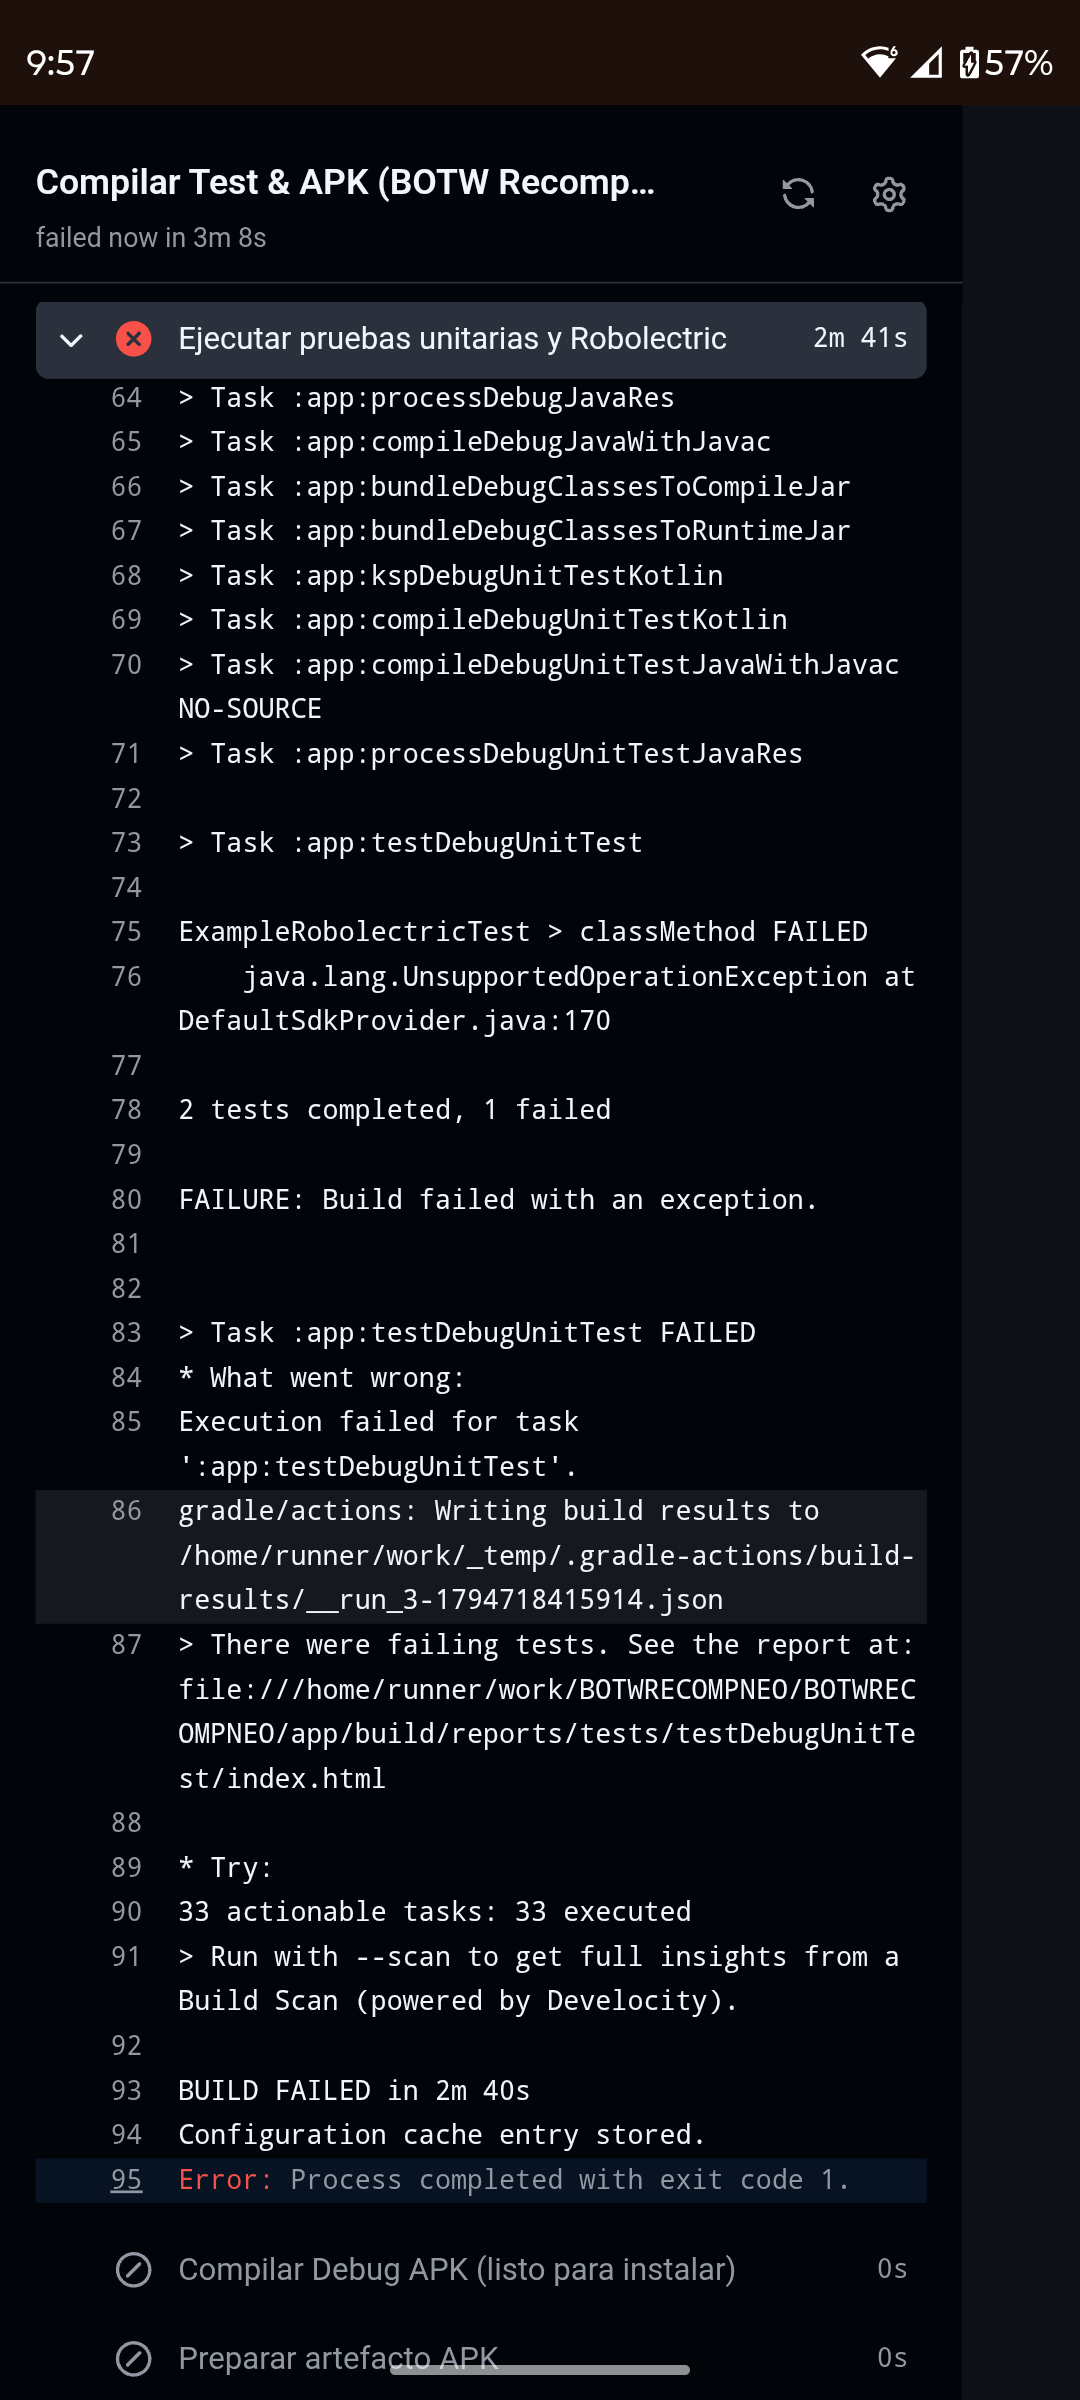 9:57
6
57%
Compilar Test & APK (BOTW Recomp...
failed now in 3m 8s
Ejecutar pruebas unitarias y Robolectric 2m 41s
64 > Task :app:processDebugJavaRes
65 > Task :app:compileDebugJavaWithJavac
66 > Task :app:bundleDebugClassesToCompileJar
67 > Task :app:bundleDebugClassesToRuntimeJar
68 > Task :app:kspDebugUnitTestKotlin
69 > Task :app:compileDebugUnitTestKotlin
70 > Task :app:compileDebugUnitTestJavaWithJavac
NO-SOURCE
71 > Task :app:processDebugUnitTestJavaRes
72
73 > Task :app:testDebugUnitTest
74
75 ExampleRobolectricTest > classMethod FAILED
76     java.lang.UnsupportedOperationException at
DefaultSdkProvider.java:170
77
78 2 tests completed, 1 failed
79
80 FAILURE: Build failed with an exception.
81
82
83 > Task :app:testDebugUnitTest FAILED
84 * What went wrong:
85 Execution failed for task
':app:testDebugUnitTest'.
86 gradle/actions: Writing build results to
/home/runner/work/_temp/.gradle-actions/build-
results/__run_3-1794718415914.json
87 > There were failing tests. See the report at:
file:///home/runner/work/BOTWRECOMPNEO/BOTWREC
OMPNEO/app/build/reports/tests/testDebugUnitTe
st/index.html
88
89 * Try:
90 33 actionable tasks: 33 executed
91 > Run with --scan to get full insights from a
Build Scan (powered by Develocity).
92
93 BUILD FAILED in 2m 40s
94 Configuration cache entry stored.
95 Error: Process completed with exit code 1.
Compilar Debug APK (listo para instalar) 0s
Preparar artefacto APK 0s